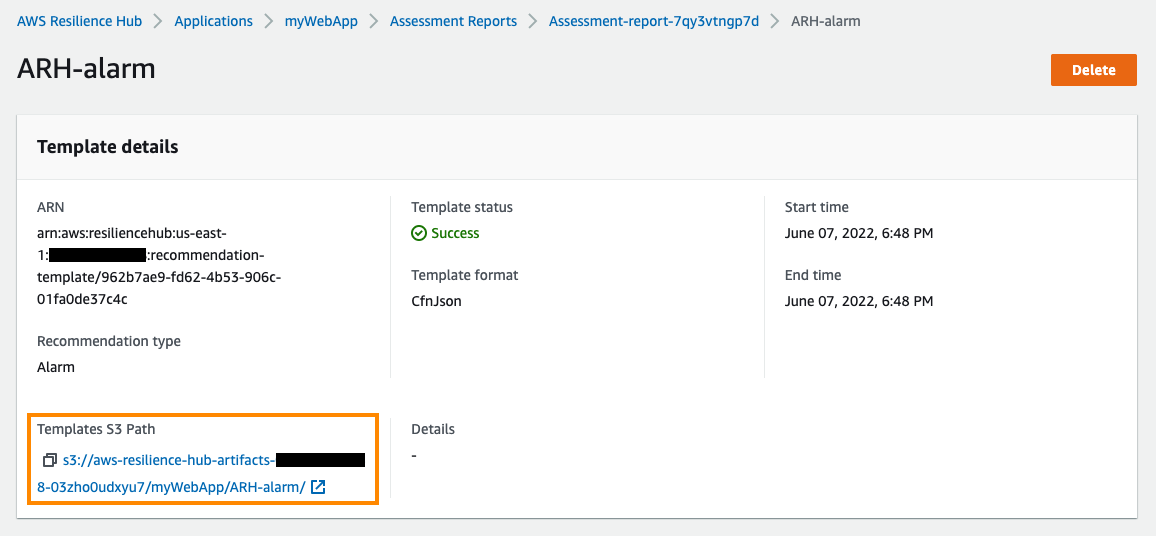 AWS Resilience Hub > Applications > myWebApp > Assessment Reports > Assessment-report-7qy3vtngp7d > ARH-alarm
ARH-alarm
Delete
Template details
ARN
arn:aws:resiliencehub:us-east-
1: :recommendation-
template/962b7ae9-fd62-4b53-906c-
01fa0de37c4c
Recommendation type
Alarm
Template status
Success
Template format
CfnJson
Start time
June 07, 2022, 6:48 PM
End time
June 07, 2022, 6:48 PM
Templates S3 Path
s3://aws-resilience-hub-artifacts-
8-03zho0udxyu7/myWebApp/ARH-alarm/
Details
-